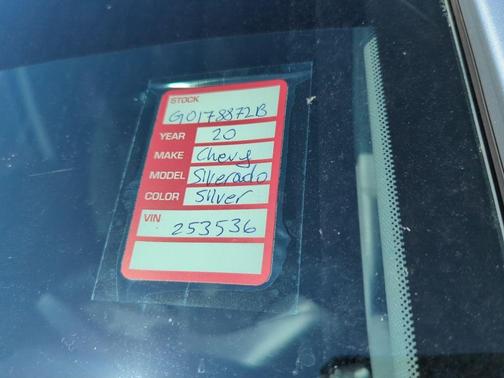 STOCK
G0178872B
YEAR 20
MAKE Chevy
MODEL Silverado
COLOR Silver
VIN
253536